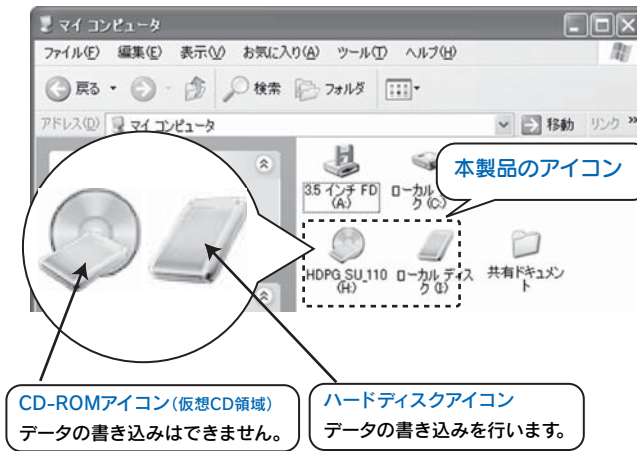 マイ コンピュータ
ファイル(F) 編集(E) 表示(V) お気に入り(A) ツール(T) ヘルプ(H)
戻る 検索 フォルダ
アドレス(D) マイ コンピュータ 移動 リンク »
本製品のアイコン
3.5 インチ FD
(A:)
ローカル
ク (C:)
HDPG_SU_110
(H:)
ローカル ディス
ク (I:)
共有ドキュメン
ト
CD-ROMアイコン(仮想CD領域)
データの書き込みはできません。
ハードディスクアイコン
データの書き込みを行います。